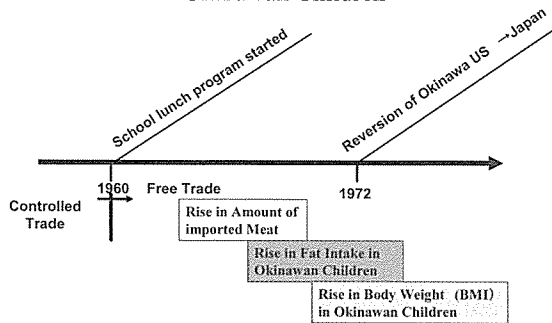 School lunch program started
Reversion of Okinawa US →Japan
1960
Free Trade
1972
Controlled
Trade
Rise in Amount of
imported Meat
Rise in Fat Intake in
Okinawan Children
Rise in Body Weight (BMI)
in Okinawan Children